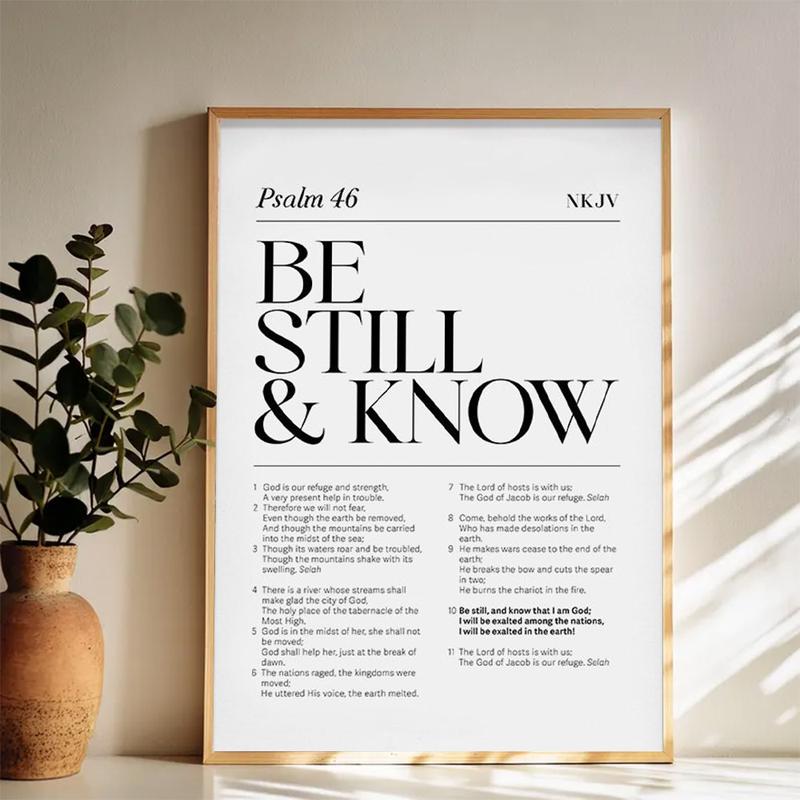 Psalm 46 NKJV
BE
STILL
& KNOW
1 God is our refuge and strength,
A very present help in trouble.
2 Therefore we will not fear,
Even though the earth be removed,
And though the mountains be carried
into the midst of the sea;
3 Though its waters roar and be troubled,
Though the mountains shake with its
swelling. Selah
4 There is a river whose streams shall
make glad the city of God,
The holy place of the tabernacle of the
Most High.
5 God is in the midst of her, she shall not
be moved;
God shall help her, just at the break of
dawn.
6 The nations raged, the kingdoms were
moved;
He uttered His voice, the earth melted.
7 The Lord of hosts is with us;
The God of Jacob is our refuge. Selah
8 Come, behold the works of the Lord,
Who has made desolations in the
earth.
9 He makes wars cease to the end of the
earth;
He breaks the bow and cuts the spear
in two;
He burns the chariot in the fire.
10 Be still, and know that I am God;
I will be exalted among the nations,
I will be exalted in the earth!
11 The Lord of hosts is with us;
The God of Jacob is our refuge. Selah